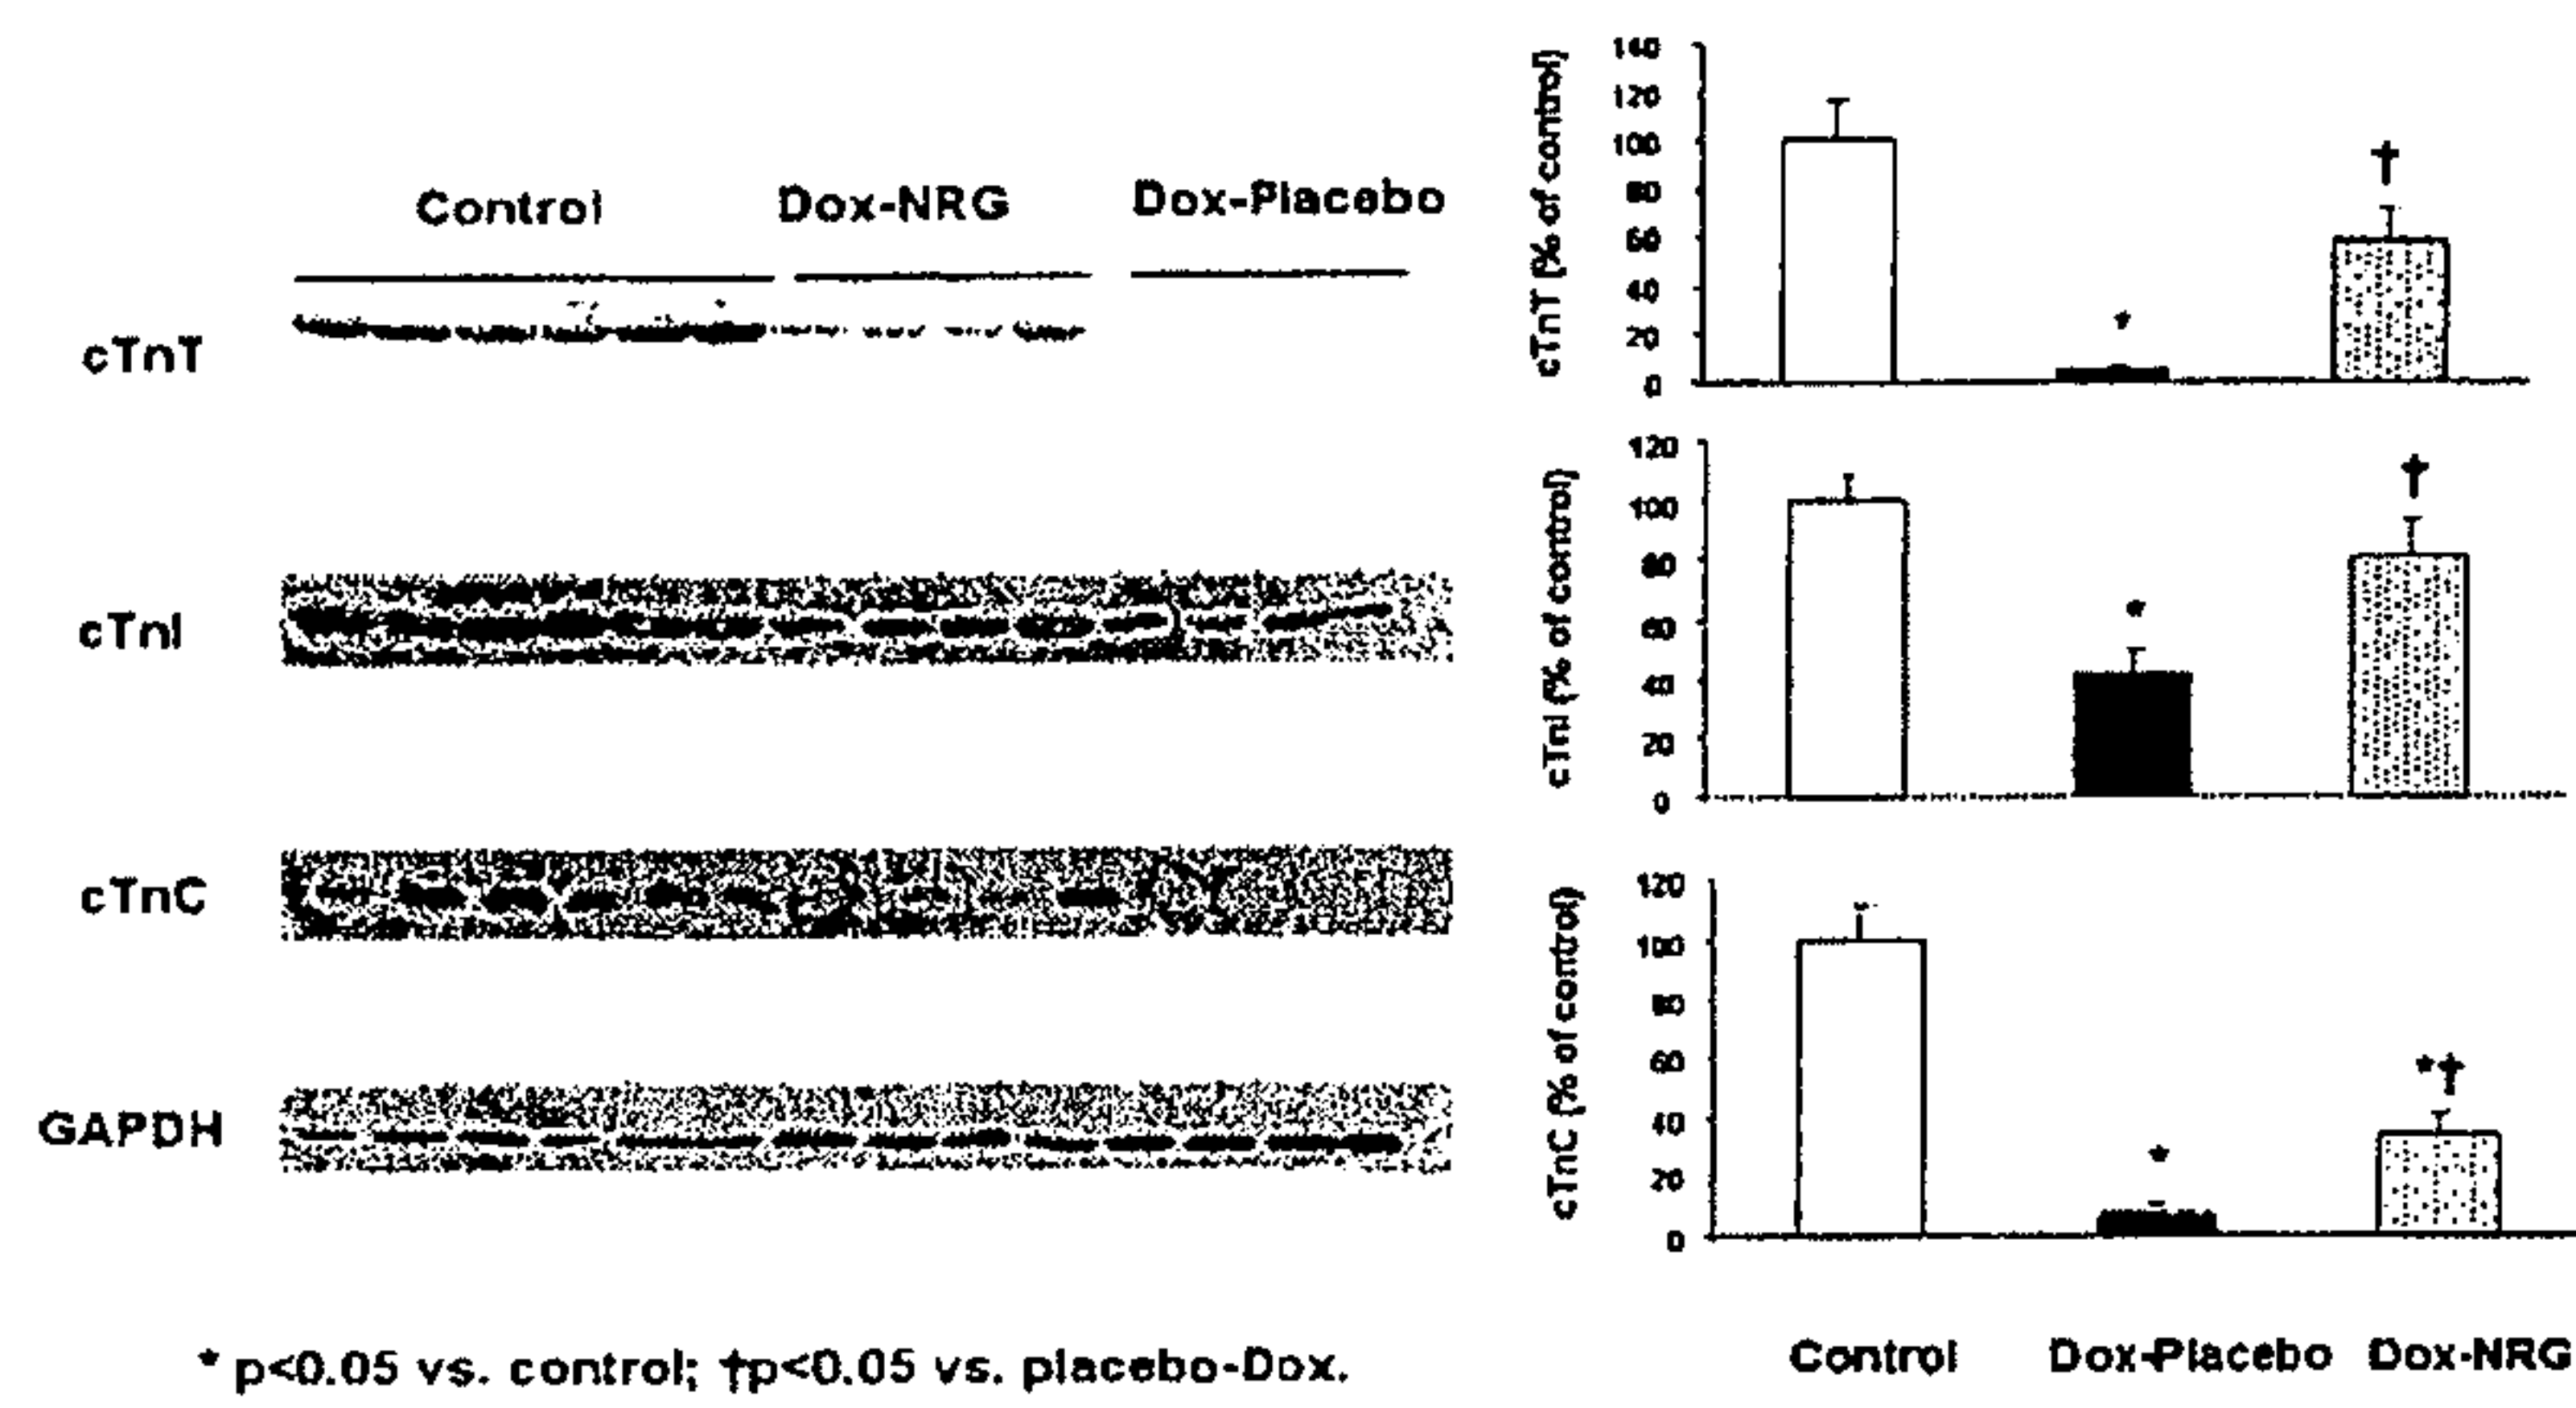 Control Dox-NRG Dox-Placebo
cTnT
cTnI
cTnC
GAPDH
* p<0.05 vs. control; †p<0.05 vs. placebo-Dox.
cTnT (% of control)
140
120
100
80
60
40
20
0
*
†
cTnI (% of control)
120
100
80
60
40
20
0
*
†
cTnC (% of control)
120
100
80
60
40
20
0
*
*†
Control Dox-Placebo Dox-NRG